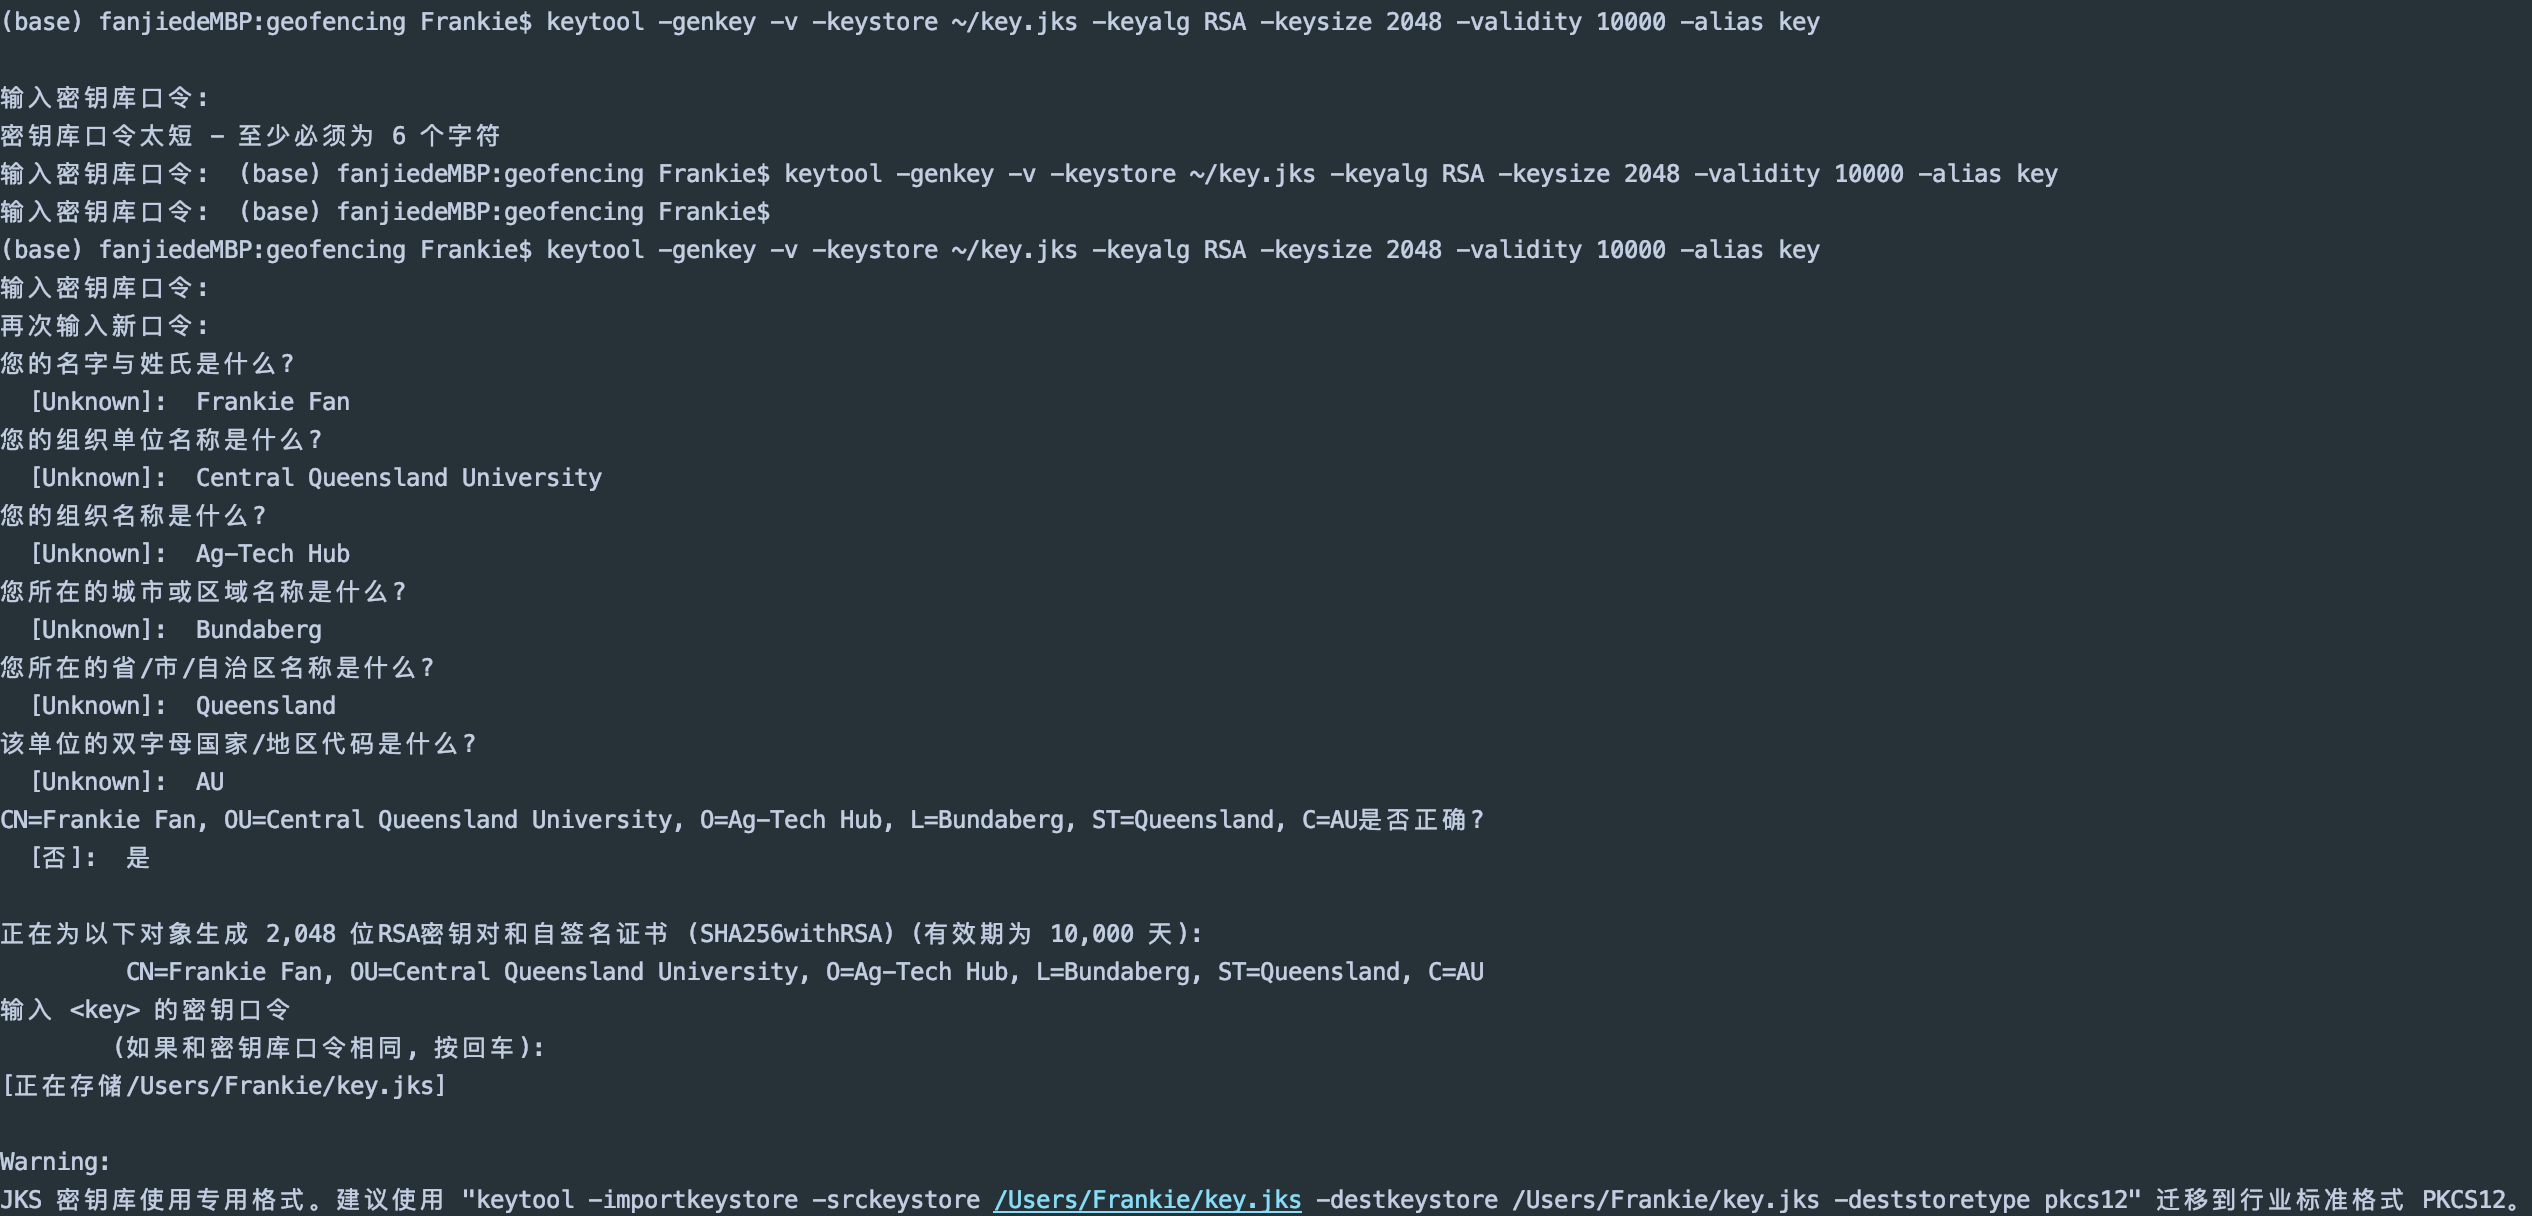 (base) fanjiedeMBP:geofencing Frankie$ keytool -genkey -v -keystore ~/key.jks -keyalg RSA -keysize 2048 -validity 10000 -alias key
输入密钥库口令:
密钥库口令太短 - 至少必须为 6 个字符
输入密钥库口令:  (base) fanjiedeMBP:geofencing Frankie$ keytool -genkey -v -keystore ~/key.jks -keyalg RSA -keysize 2048 -validity 10000 -alias key
输入密钥库口令:  (base) fanjiedeMBP:geofencing Frankie$
(base) fanjiedeMBP:geofencing Frankie$ keytool -genkey -v -keystore ~/key.jks -keyalg RSA -keysize 2048 -validity 10000 -alias key
输入密钥库口令:
再次输入新口令:
您的名字与姓氏是什么?
  [Unknown]:  Frankie Fan
您的组织单位名称是什么?
  [Unknown]:  Central Queensland University
您的组织名称是什么?
  [Unknown]:  Ag-Tech Hub
您所在的城市或区域名称是什么?
  [Unknown]:  Bundaberg
您所在的省/市/自治区名称是什么?
  [Unknown]:  Queensland
该单位的双字母国家/地区代码是什么?
  [Unknown]:  AU
CN=Frankie Fan, OU=Central Queensland University, O=Ag-Tech Hub, L=Bundaberg, ST=Queensland, C=AU是否正确?
  [否]:  是
正在为以下对象生成 2,048 位RSA密钥对和自签名证书 (SHA256withRSA) (有效期为 10,000 天):
         CN=Frankie Fan, OU=Central Queensland University, O=Ag-Tech Hub, L=Bundaberg, ST=Queensland, C=AU
输入 <key> 的密钥口令
        (如果和密钥库口令相同, 按回车):
[正在存储/Users/Frankie/key.jks]
Warning:
JKS 密钥库使用专用格式。建议使用 "keytool -importkeystore -srckeystore /Users/Frankie/key.jks -destkeystore /Users/Frankie/key.jks -deststoretype pkcs12" 迁移到行业标准格式 PKCS12。